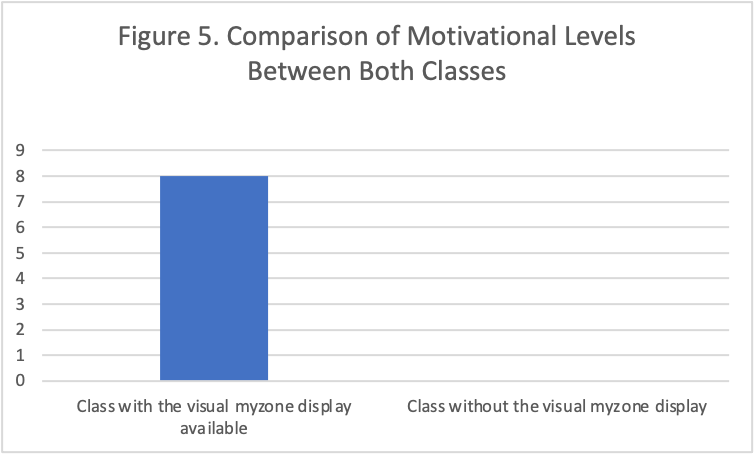 Figure 5. Comparison of Motivational Levels
Between Both Classes
9
8
7
6
5
4
3
2
1
0
Class with the visual myzone display
available
Class without the visual myzone display